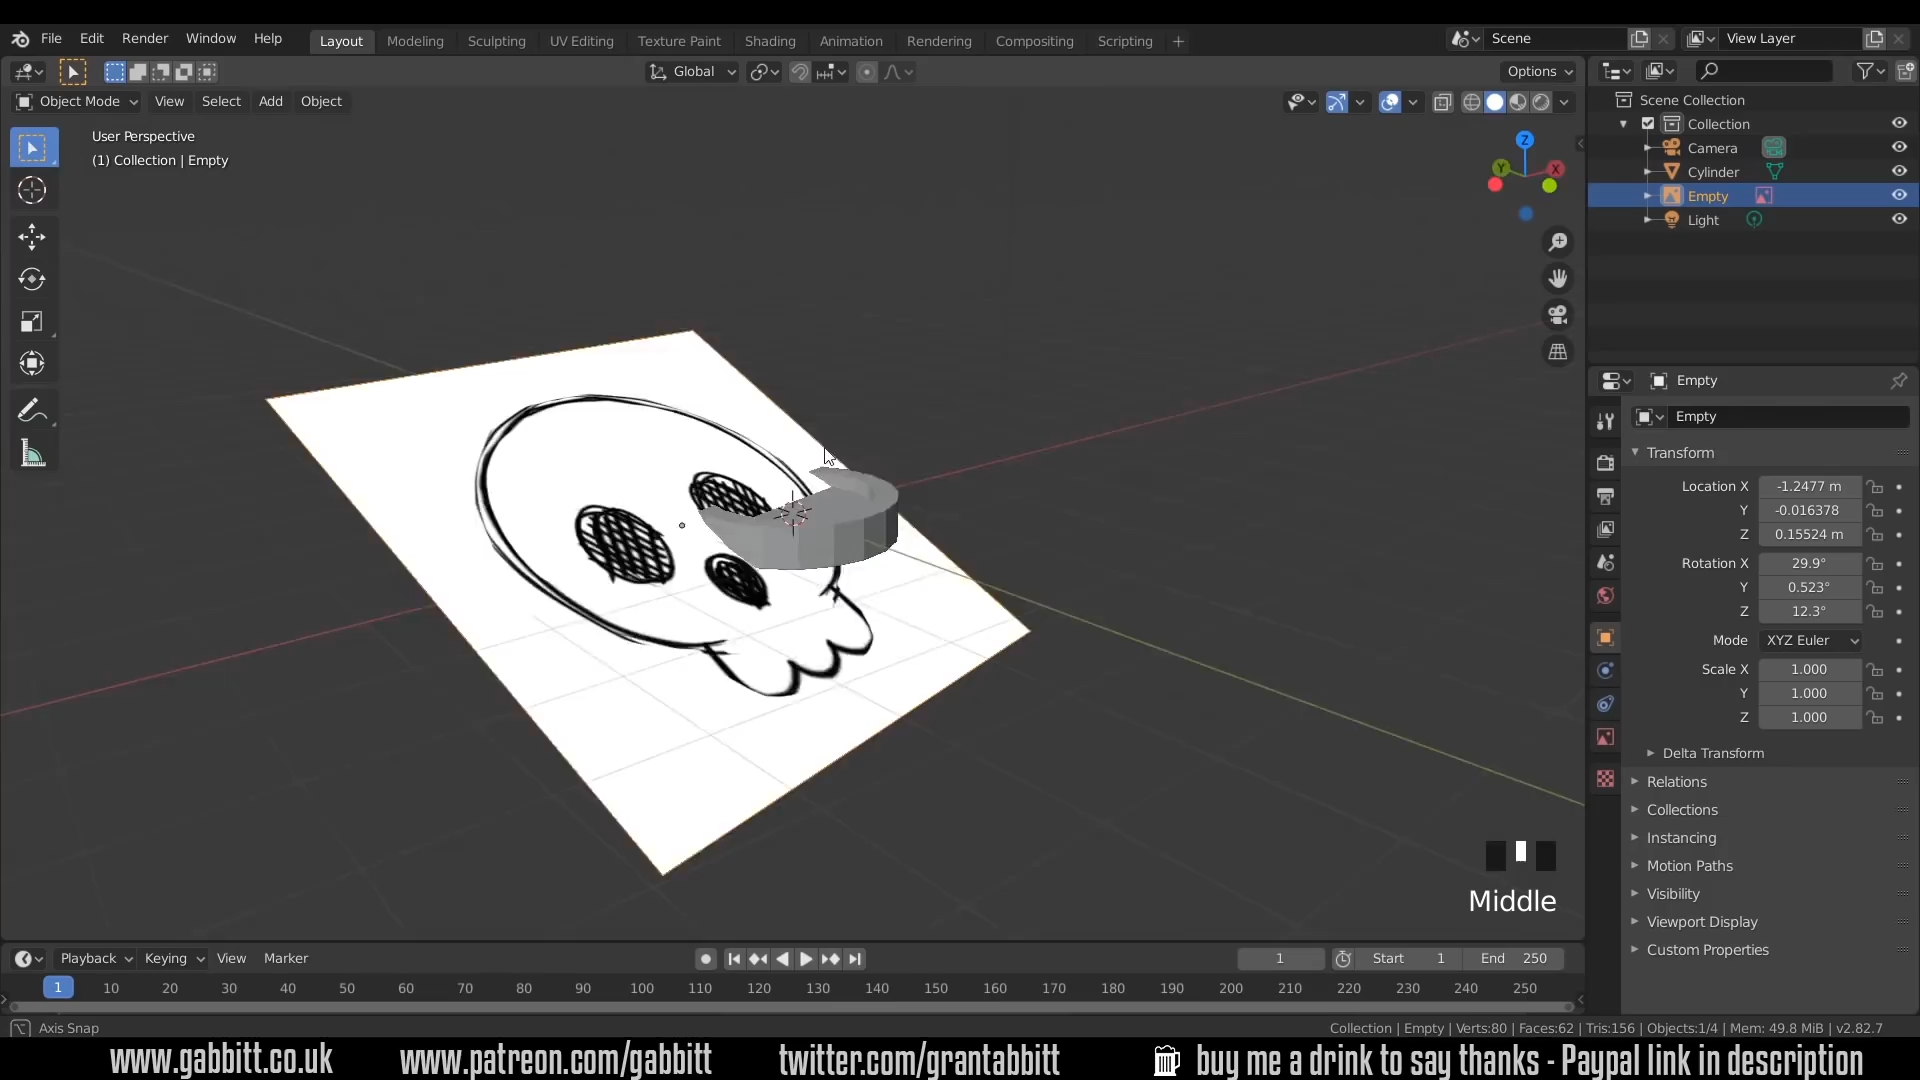 File Edit Render Window Help Layout Modeling Sculpting UV Editing Texture Paint Shading Animation Rendering Compositing Scripting + Scene View Layer
Global Options
Object Mode View Select Add Object
User Perspective
(1) Collection | Empty
Z
Y
X
Scene Collection
Collection
Camera
Cylinder
Empty
Light
Empty
Empty
Transform
Location X -1.2477 m
Y -0.016378
Z 0.15524 m
Rotation X 29.9°
Y 0.523°
Z 12.3°
Mode XYZ Euler
Scale X 1.000
Y 1.000
Z 1.000
Delta Transform
Relations
Collections
Instancing
Motion Paths
Visibility
Viewport Display
Custom Properties
Middle
Playback Keying View Marker 1 Start 1 End 250
1 10 20 30 40 50 60 70 80 90 100 110 120 130 140 150 160 170 180 190 200 210 220 230 240 250
Axis Snap Collection | Empty | Verts:80 | Faces:62 | Tris:156 | Objects:1/4 | Mem: 49.8 MiB | v2.82.7
www.gabbitt.co.uk www.patreon.com/gabbitt twitter.com/grantabbitt buy me a drink to say thanks - Paypal link in description